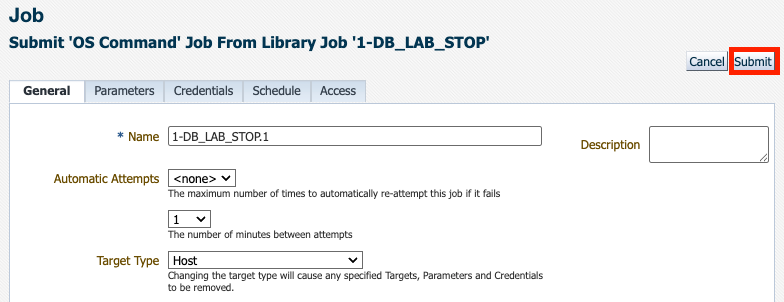 Job
Submit 'OS Command' Job From Library Job '1-DB_LAB_STOP'
Cancel Submit
General Parameters Credentials Schedule Access
* Name 1-DB_LAB_STOP.1 Description
Automatic Attempts <none>
The maximum number of times to automatically re-attempt this job if it fails
1
The number of minutes between attempts
Target Type Host
Changing the target type will cause any specified Targets, Parameters and Credentials
to be removed.